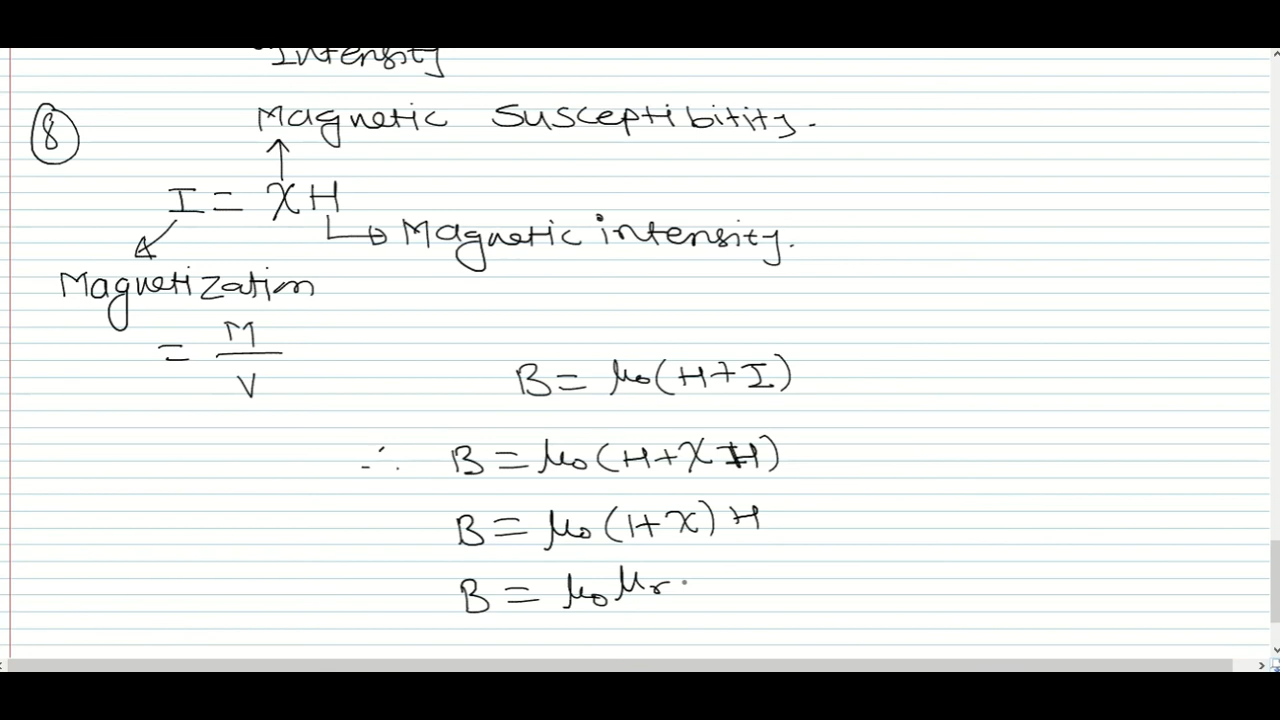 Intensity
⑧
Magnetic Susceptibitity.
I = χH
Magnetic intensity.
Magnetization
= M/V
B = μ₀(H+I)
∴ B = μ₀(H+χH)
B = μ₀(1+χ)H
B = μ₀μᵣ